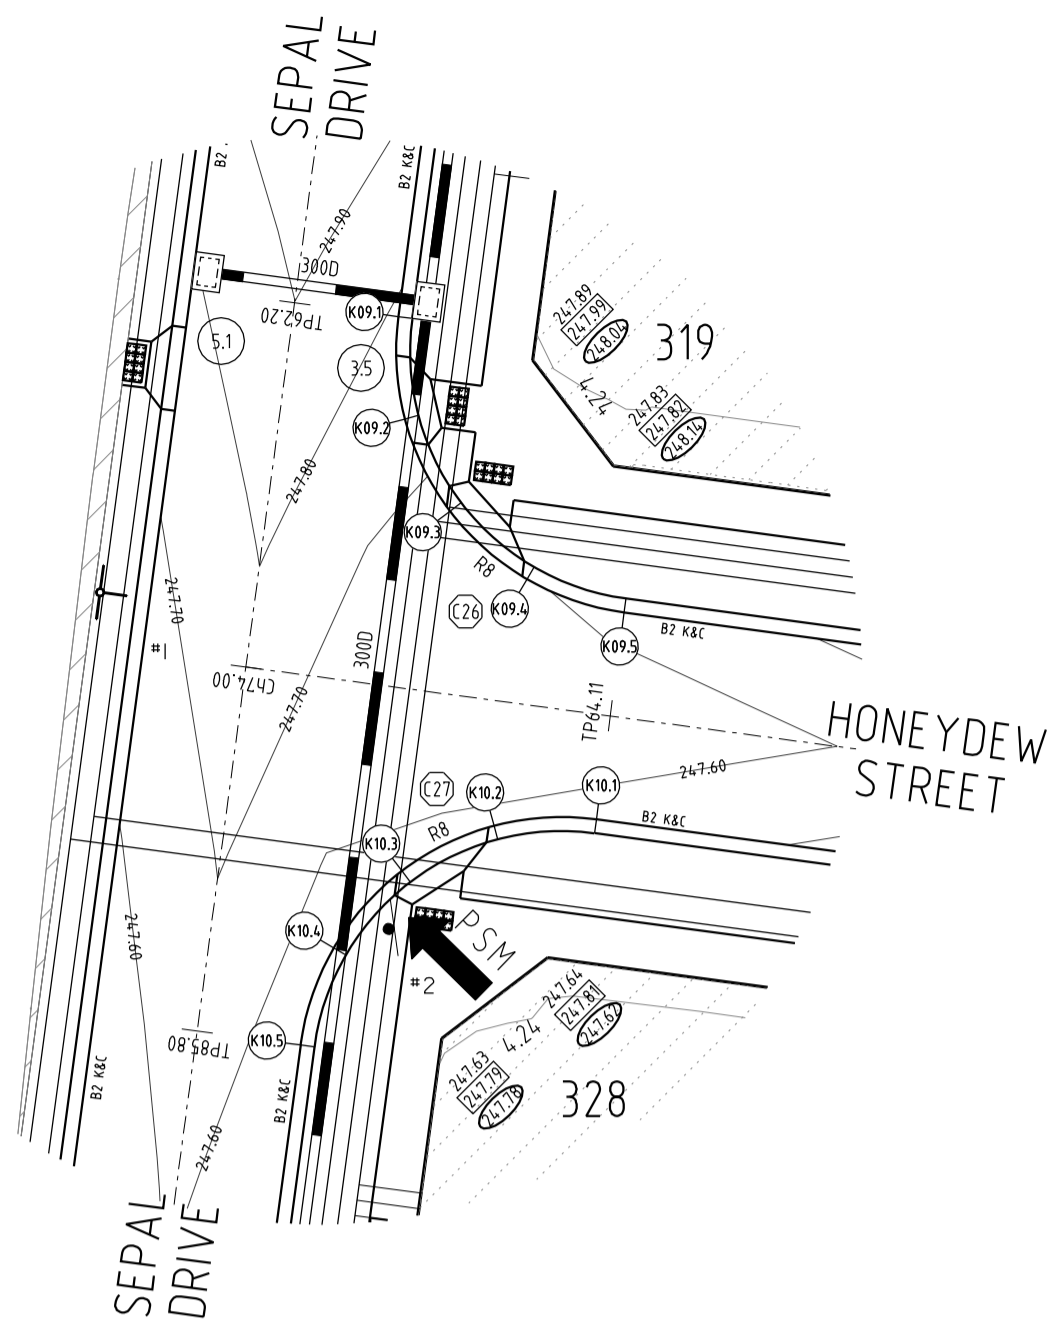 SEPAL
DRIVE
B2
B2 K&C
247.90
300D
K09.1
TP62.20
5.1
3.5
K09.2
247.80
K09.3
R8
C26
K09.4
K09.5
B2 K&C
247.89
247.99
248.04
319
4.24
247.83
247.82
248.14
247.70
#1
300D
Ch74.00
247.70
TP64.11
HONEYDEW
STREET
247.60
C27
K10.2
K10.1
B2 K&C
R8
K10.3
247.60
K10.4
PSM
#2
TP85.80
K10.5
B2 K&C
B2 K&C
247.64
247.81
247.62
4.24
247.63
247.79
247.78
328
247.60
SEPAL
DRIVE